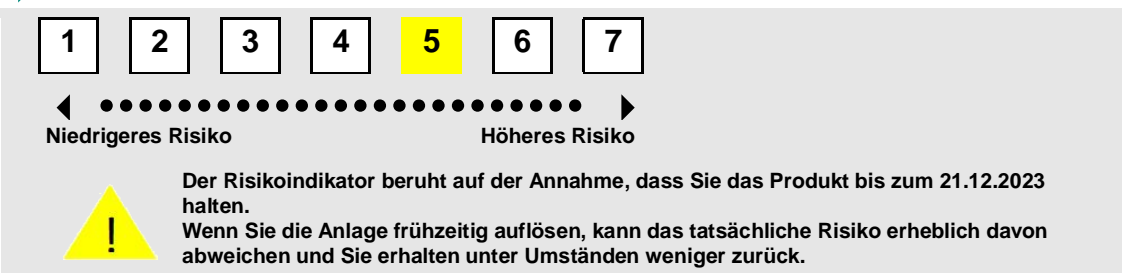 1 2 3 4 5 6 7
Niedrigeres Risiko Höheres Risiko
Der Risikoindikator beruht auf der Annahme, dass Sie das Produkt bis zum 21.12.2023
halten.
Wenn Sie die Anlage frühzeitig auflösen, kann das tatsächliche Risiko erheblich davon
! abweichen und Sie erhalten unter Umständen weniger zurück.